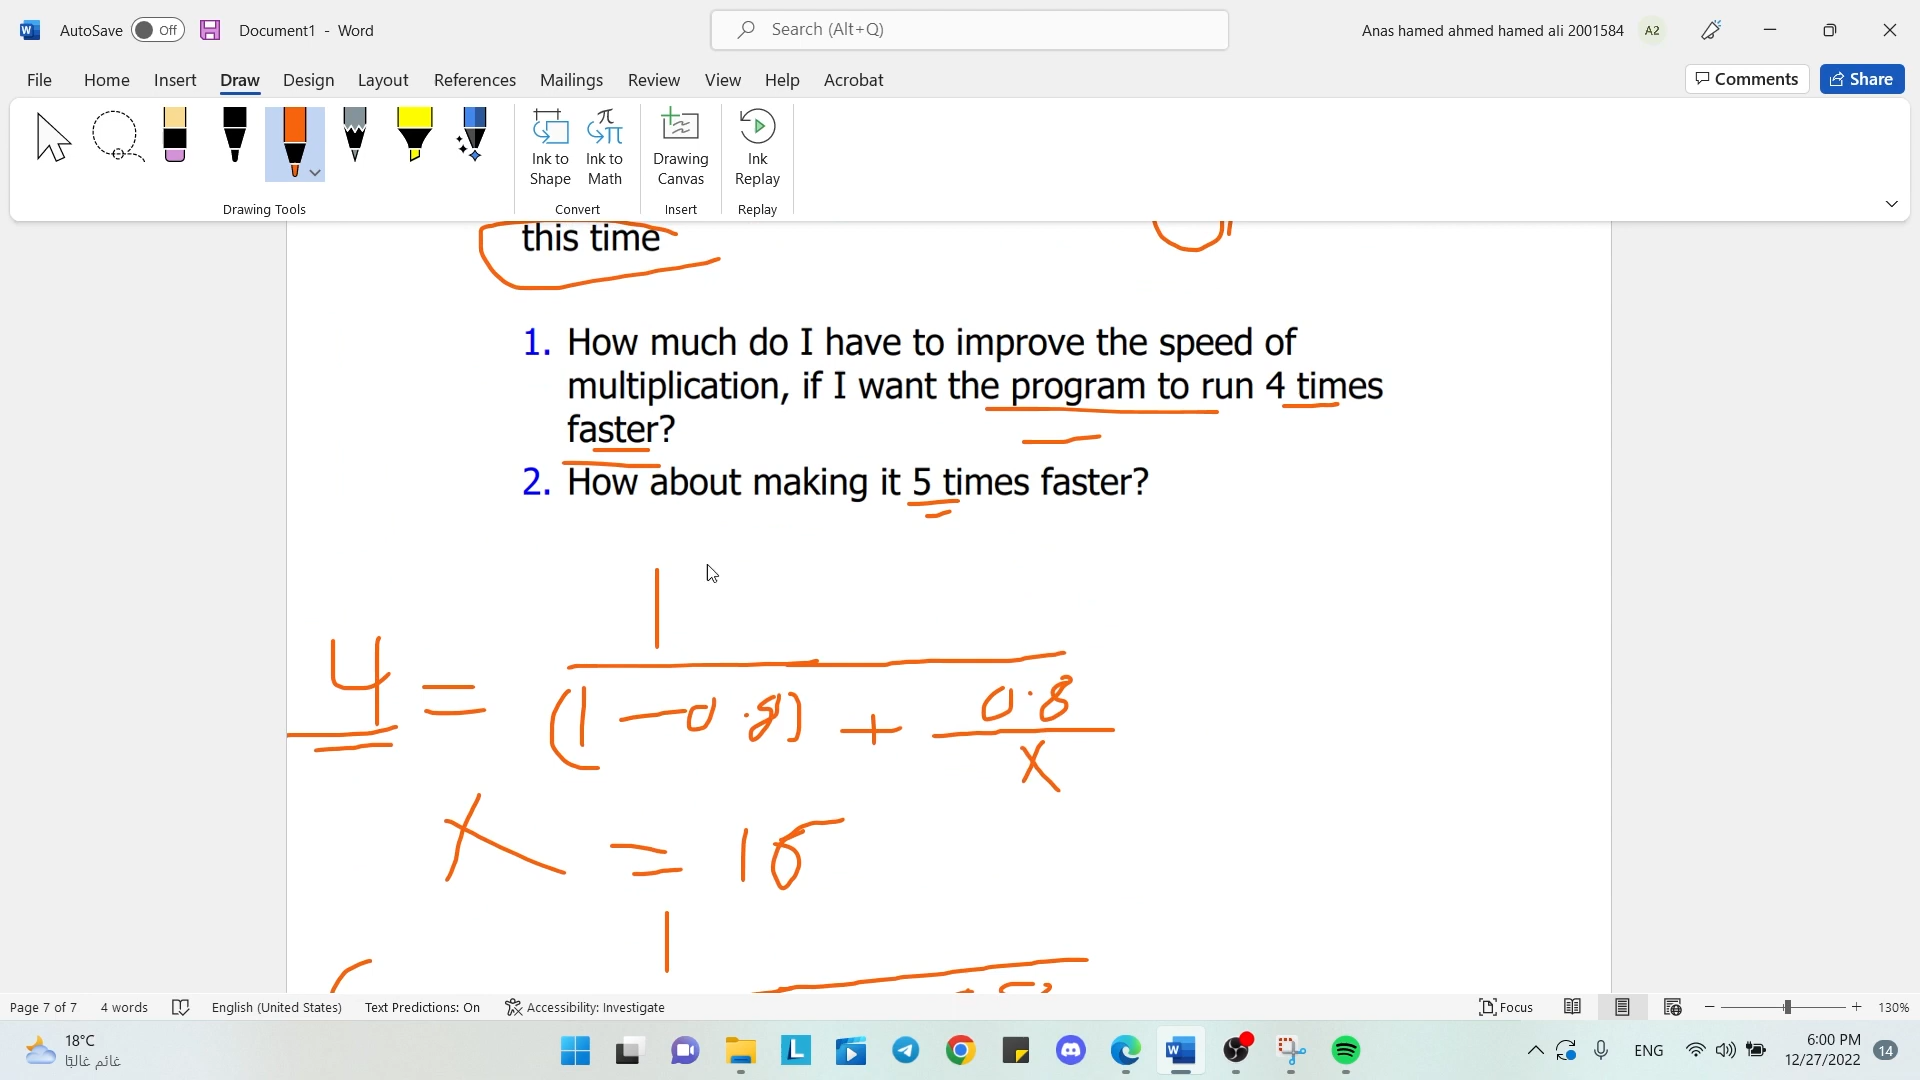 AutoSave Off Document1 - Word Search (Alt+Q) Anas hamed ahmed hamed ali 2001584 A2
File Home Insert Draw Design Layout References Mailings Review View Help Acrobat Comments Share
Ink to Shape
Ink to Math
Drawing Canvas
Ink Replay
Drawing Tools Convert Insert Replay
this time
1. How much do I have to improve the speed of
multiplication, if I want the program to run 4 times
faster?
2. How about making it 5 times faster?
1
4 = (1 - 0.8) + 0.8
x
x = 16
1
Page 7 of 7 4 words English (United States) Text Predictions: On Accessibility: Investigate Focus 130%
18°C
غائم غالبًا
ENG 6:00 PM
12/27/2022 14